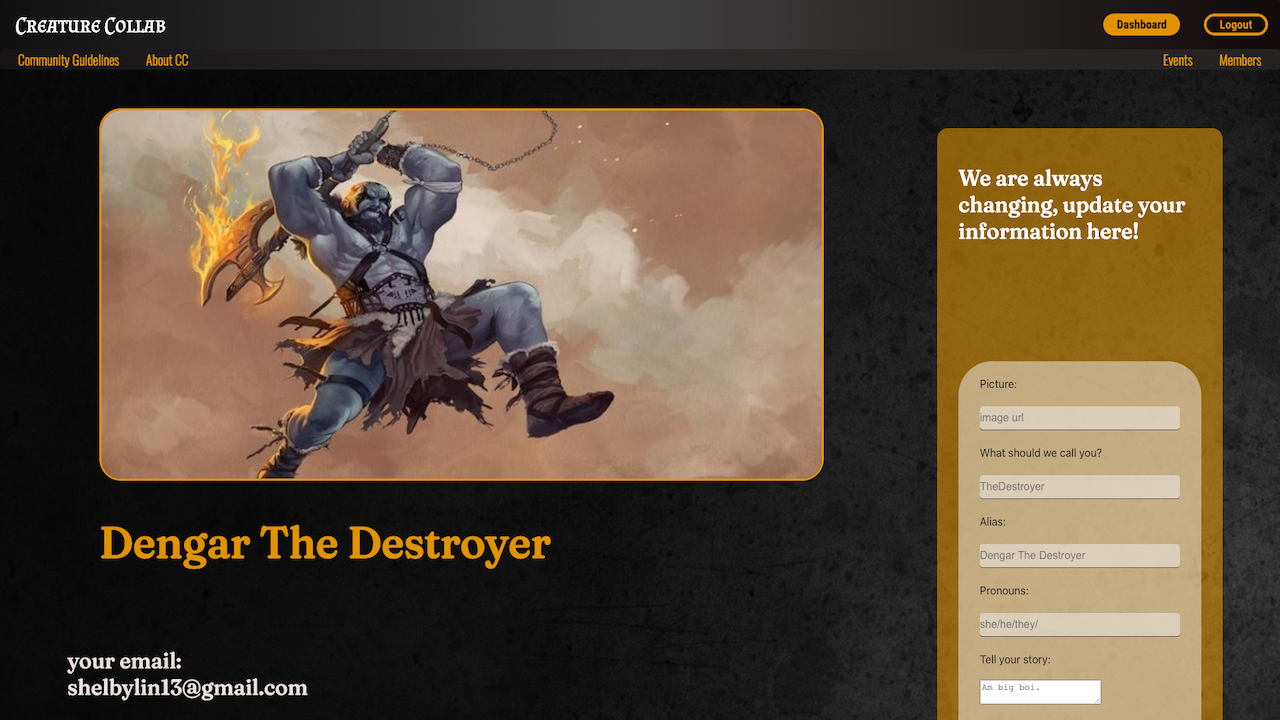 Creature Collab
Dashboard
Logout
Community Guidelines
About CC
Events
Members
Dengar The Destroyer
your email:
shelbylin13@gmail.com
We are always
changing, update your
information here!
Picture:
image url
What should we call you?
TheDestroyer
Alias:
Dengar The Destroyer
Pronouns:
she/he/they/
Tell your story:
Am big boi.